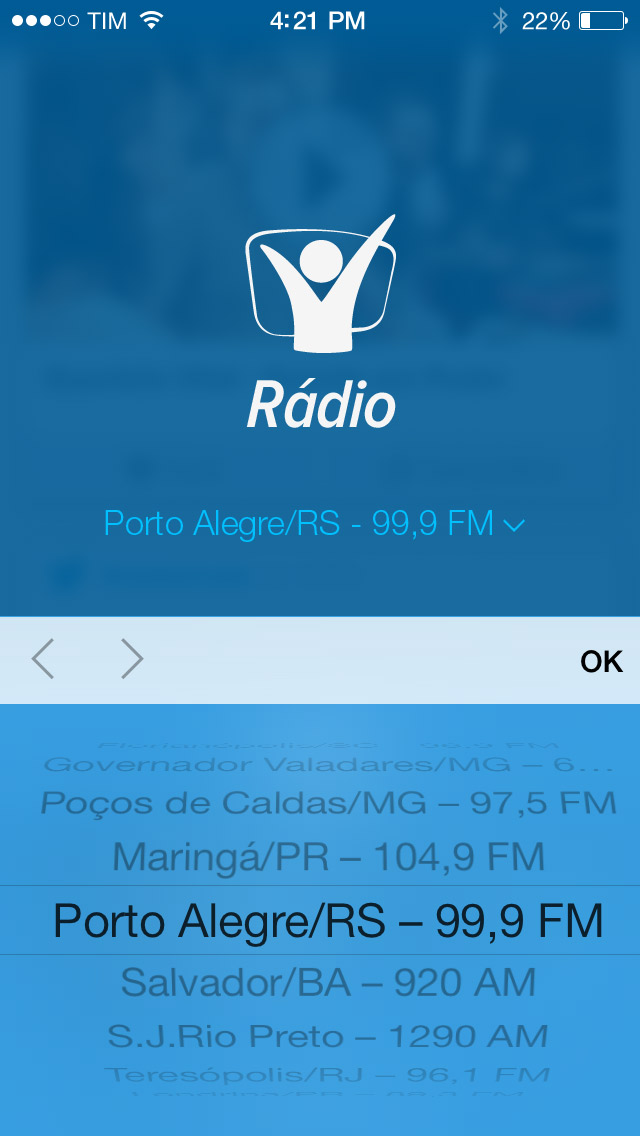 TIM 4:21 PM 22%
Rádio
Porto Alegre/RS - 99,9 FM
OK
Governador Valadares/MG – 6...
Poços de Caldas/MG – 97,5 FM
Maringá/PR – 104,9 FM
Porto Alegre/RS – 99,9 FM
Salvador/BA – 920 AM
S.J.Rio Preto – 1290 AM
Teresópolis/RJ – 96,1 FM